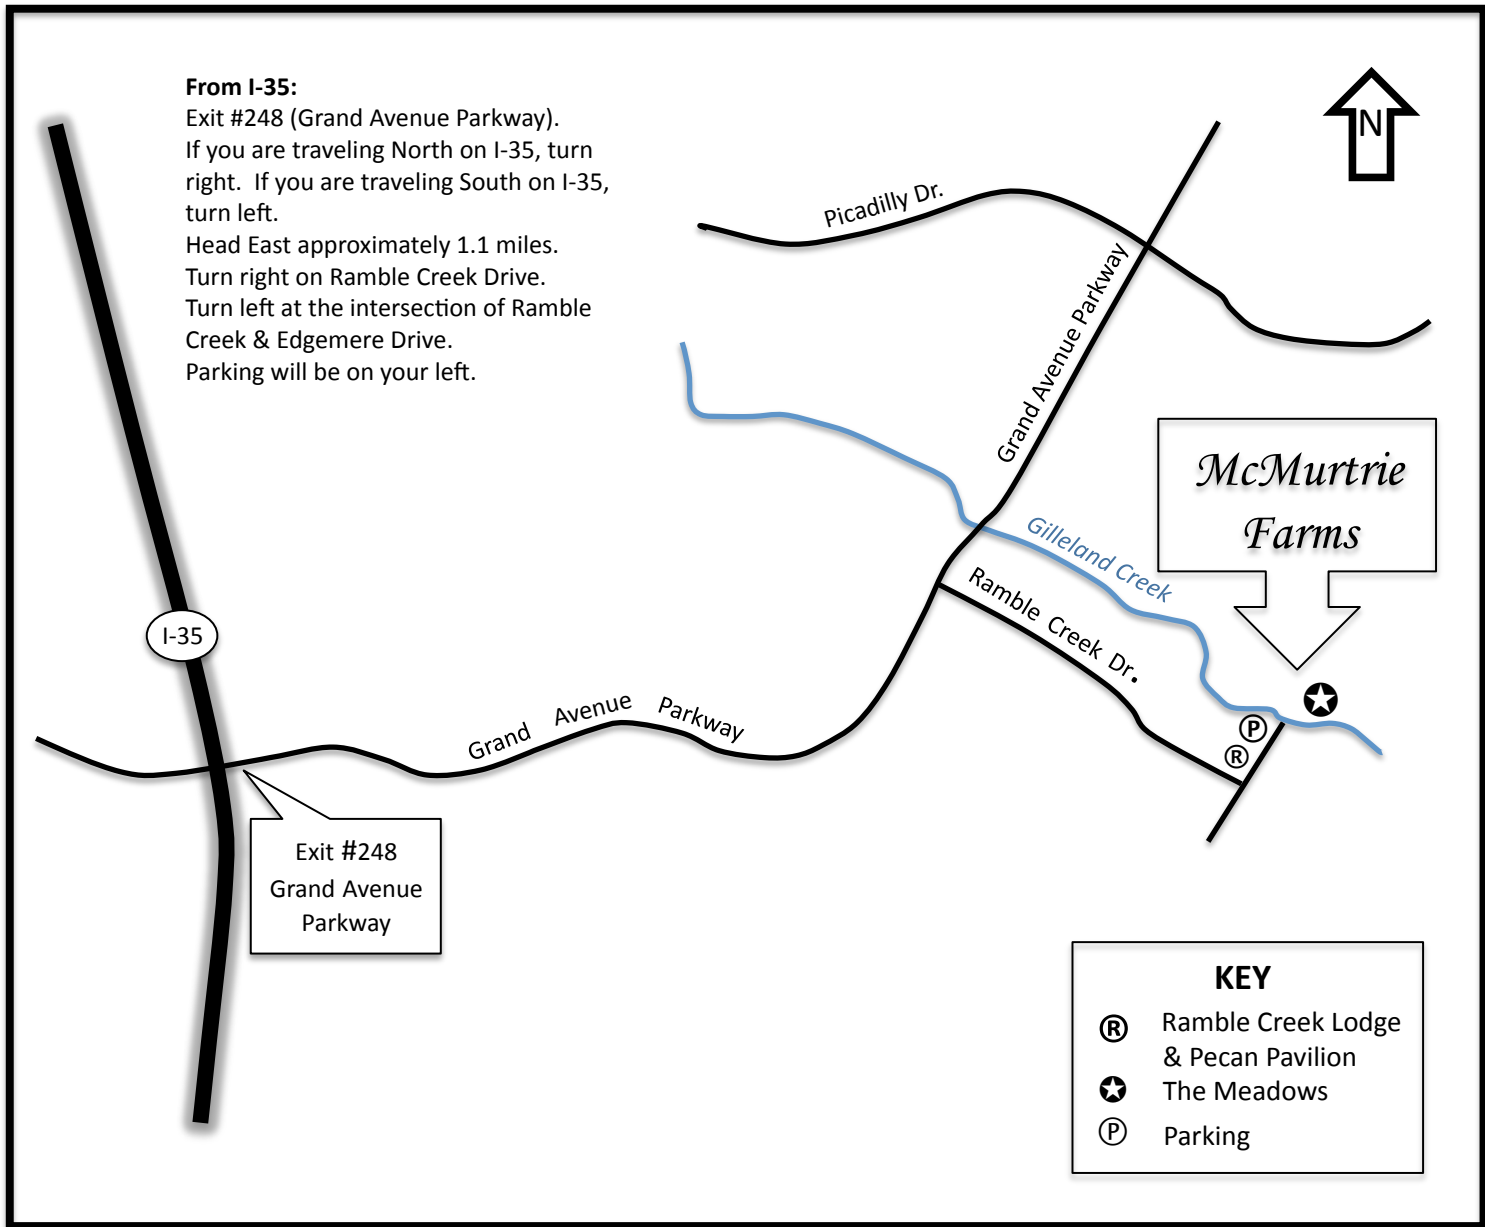 From I-35:
Exit #248 (Grand Avenue Parkway).
If you are traveling North on I-35, turn
right.  If you are traveling South on I-35,
turn left.
Head East approximately 1.1 miles.
Turn right on Ramble Creek Drive.
Turn left at the intersection of Ramble
Creek & Edgemere Drive.
Parking will be on your left.
N
Picadilly Dr.
Grand Avenue Parkway
McMurtrie
Farms
Gilleland Creek
Ramble Creek Dr.
I-35
Grand Avenue Parkway
P
R
Exit #248
Grand Avenue
Parkway
KEY
R Ramble Creek Lodge
& Pecan Pavilion
The Meadows
P Parking